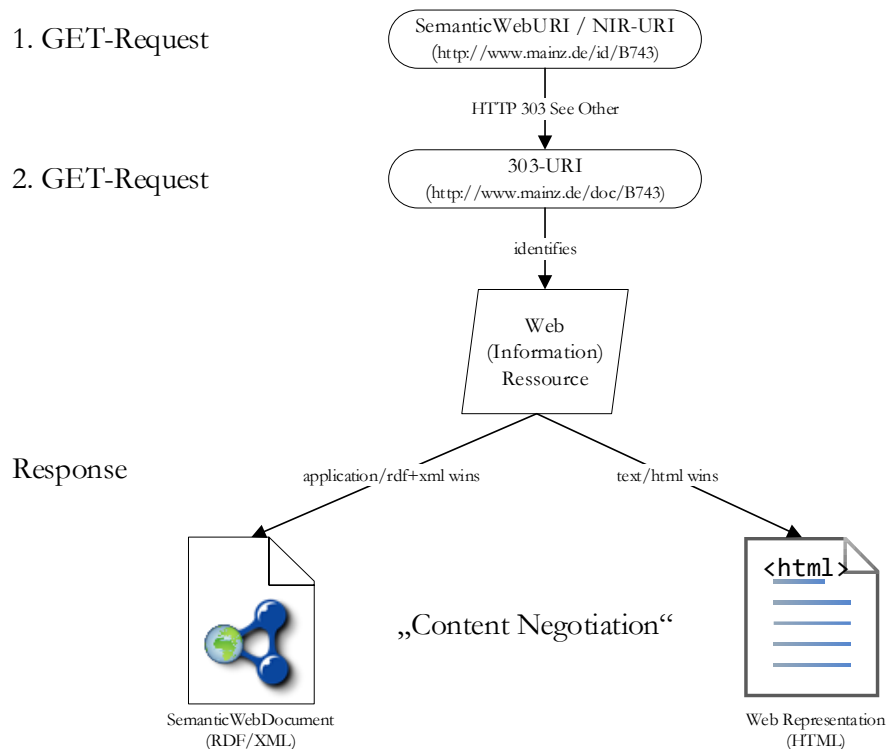 1. GET-Request
SemanticWebURI / NIR-URI
(http://www.mainz.de/id/B743)
HTTP 303 See Other
2. GET-Request
303-URI
(http://www.mainz.de/doc/B743)
identifies
Web
(Information)
Ressource
Response
application/rdf+xml wins
text/html wins
<html>
„Content Negotiation“
SemanticWebDocument
(RDF/XML)
Web Representation
(HTML)